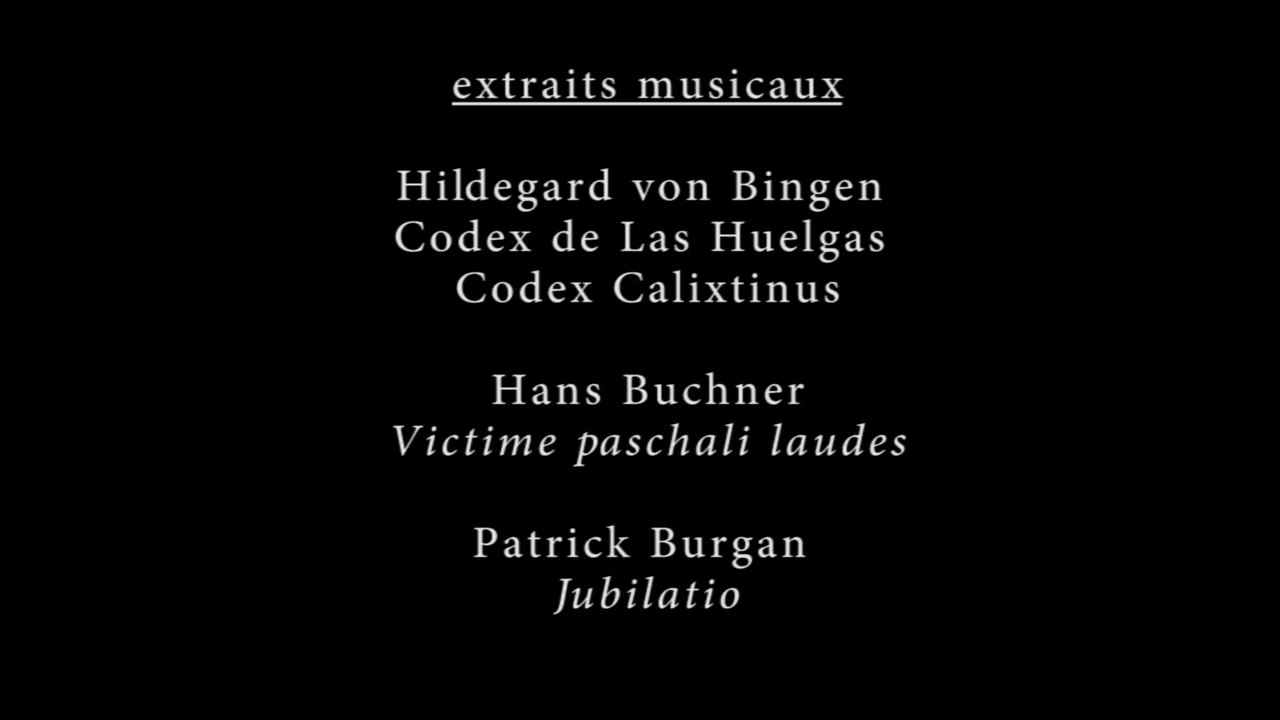 extraits musicaux
Hildegard von Bingen
Codex de Las Huelgas
Codex Calixtinus
Hans Buchner
Victime paschali laudes
Patrick Burgan
Jubilatio